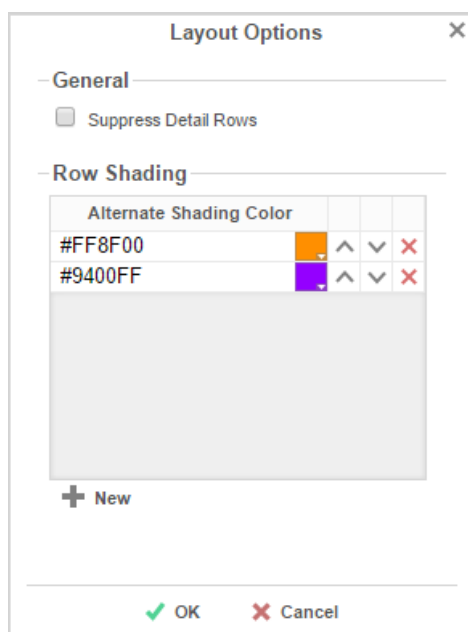 Layout Options
General
Suppress Detail Rows
Row Shading
Alternate Shading Color
#FF8F00
#9400FF
New
OK Cancel